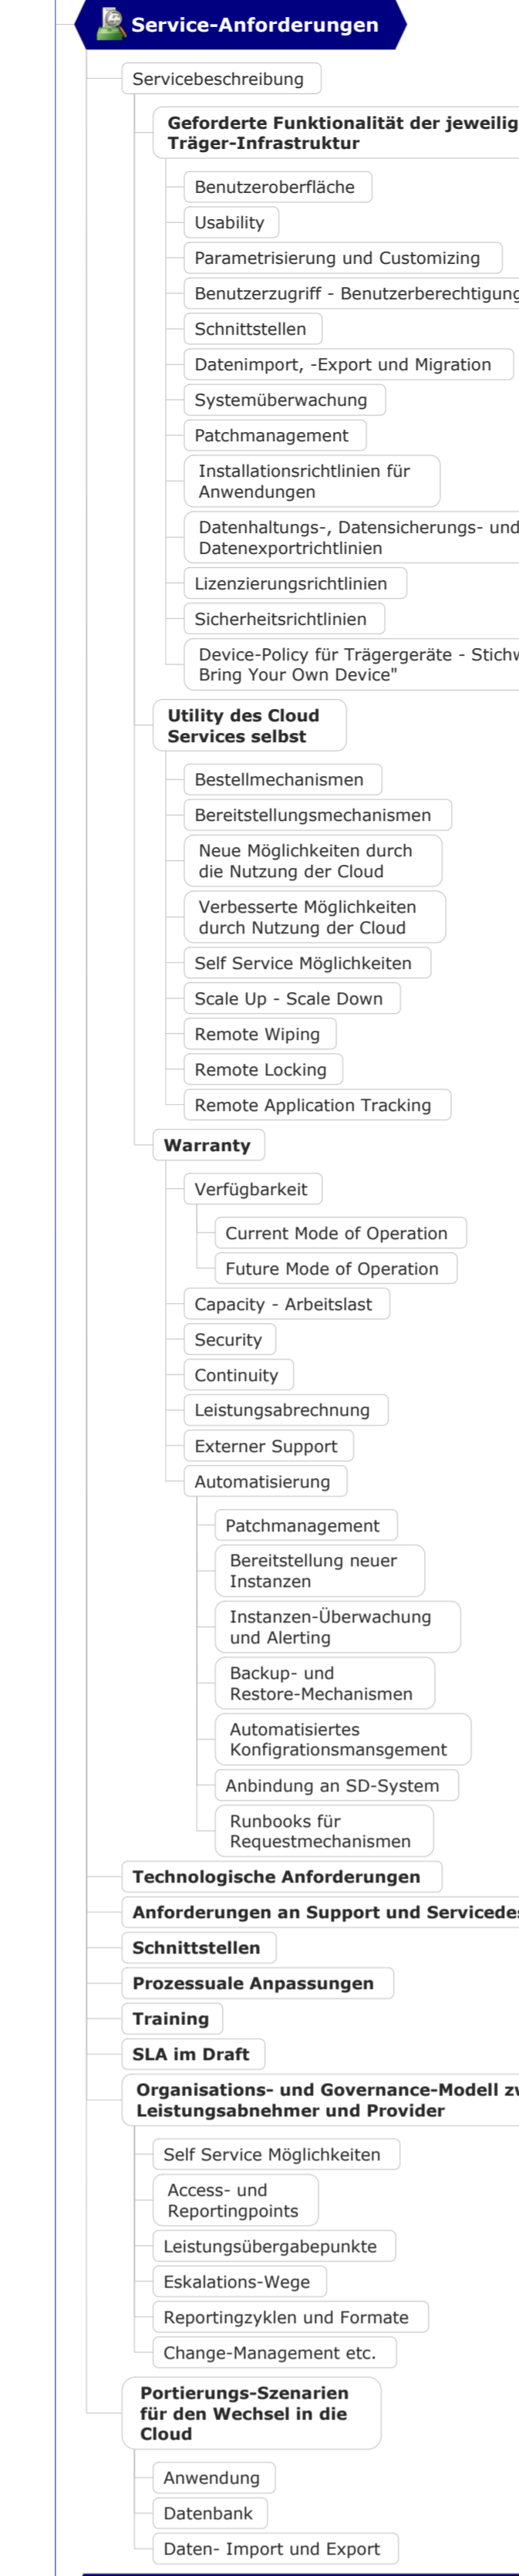 Service-Anforderungen
Servicebeschreibung
Geforderte Funktionalität der
Träger-Infrastruktur
Benutzeroberfläche
Usability
Parametrisierung und Customizing
Benutzerzugriff -
Schnittstellen
Datenimport, -Export und Migration
Systemüberwachung
Patchmanagement
Installationsrichtlinien für
Anwendungen
Datenhaltungs-, Datensicherungs- und
Datenexportrichtlinien
Lizenzierungsrichtlinien
Sicherheitsrichtlinien
Device-Policy für Trägergeräte -
Bring Your Own Device"
Utility des Cloud
Services selbst
Bestellmechanismen
Bereitstellungsmechanismen
Neue Möglichkeiten durch
die Nutzung der Cloud
Verbesserte Möglichkeiten
durch Nutzung der Cloud
Self Service Möglichkeiten
Scale Up - Scale Down
Remote Wiping
Remote Locking
Remote Application Tracking
Warranty
Verfügbarkeit
Current Mode of Operation
Future Mode of Operation
Capacity - Arbeitslast
Security
Continuity
Leistungsabrechnung
Externer Support
Automatisierung
Patchmanagement
Bereitstellung neuer
Instanzen
Instanzen-Überwachung
und Alerting
Backup- und
Restore-Mechanismen
Automatisiertes
Konfigrationsmansgement
Anbindung an SD-System
Runbooks für
Requestmechanismen
Technologische Anforderungen
Anforderungen an Support und
Schnittstellen
Prozessuale Anpassungen
Training
SLA im Draft
Organisations- und Governance-Modell
Leistungsabnehmer und Provider
Self Service Möglichkeiten
Access- und
Reportingpoints
Leistungsübergabepunkte
Eskalations-Wege
Reportingzyklen und Formate
Change-Management etc.
Portierungs-Szenarien
für den Wechsel in die
Cloud
Anwendung
Datenbank
Daten- Import und Export